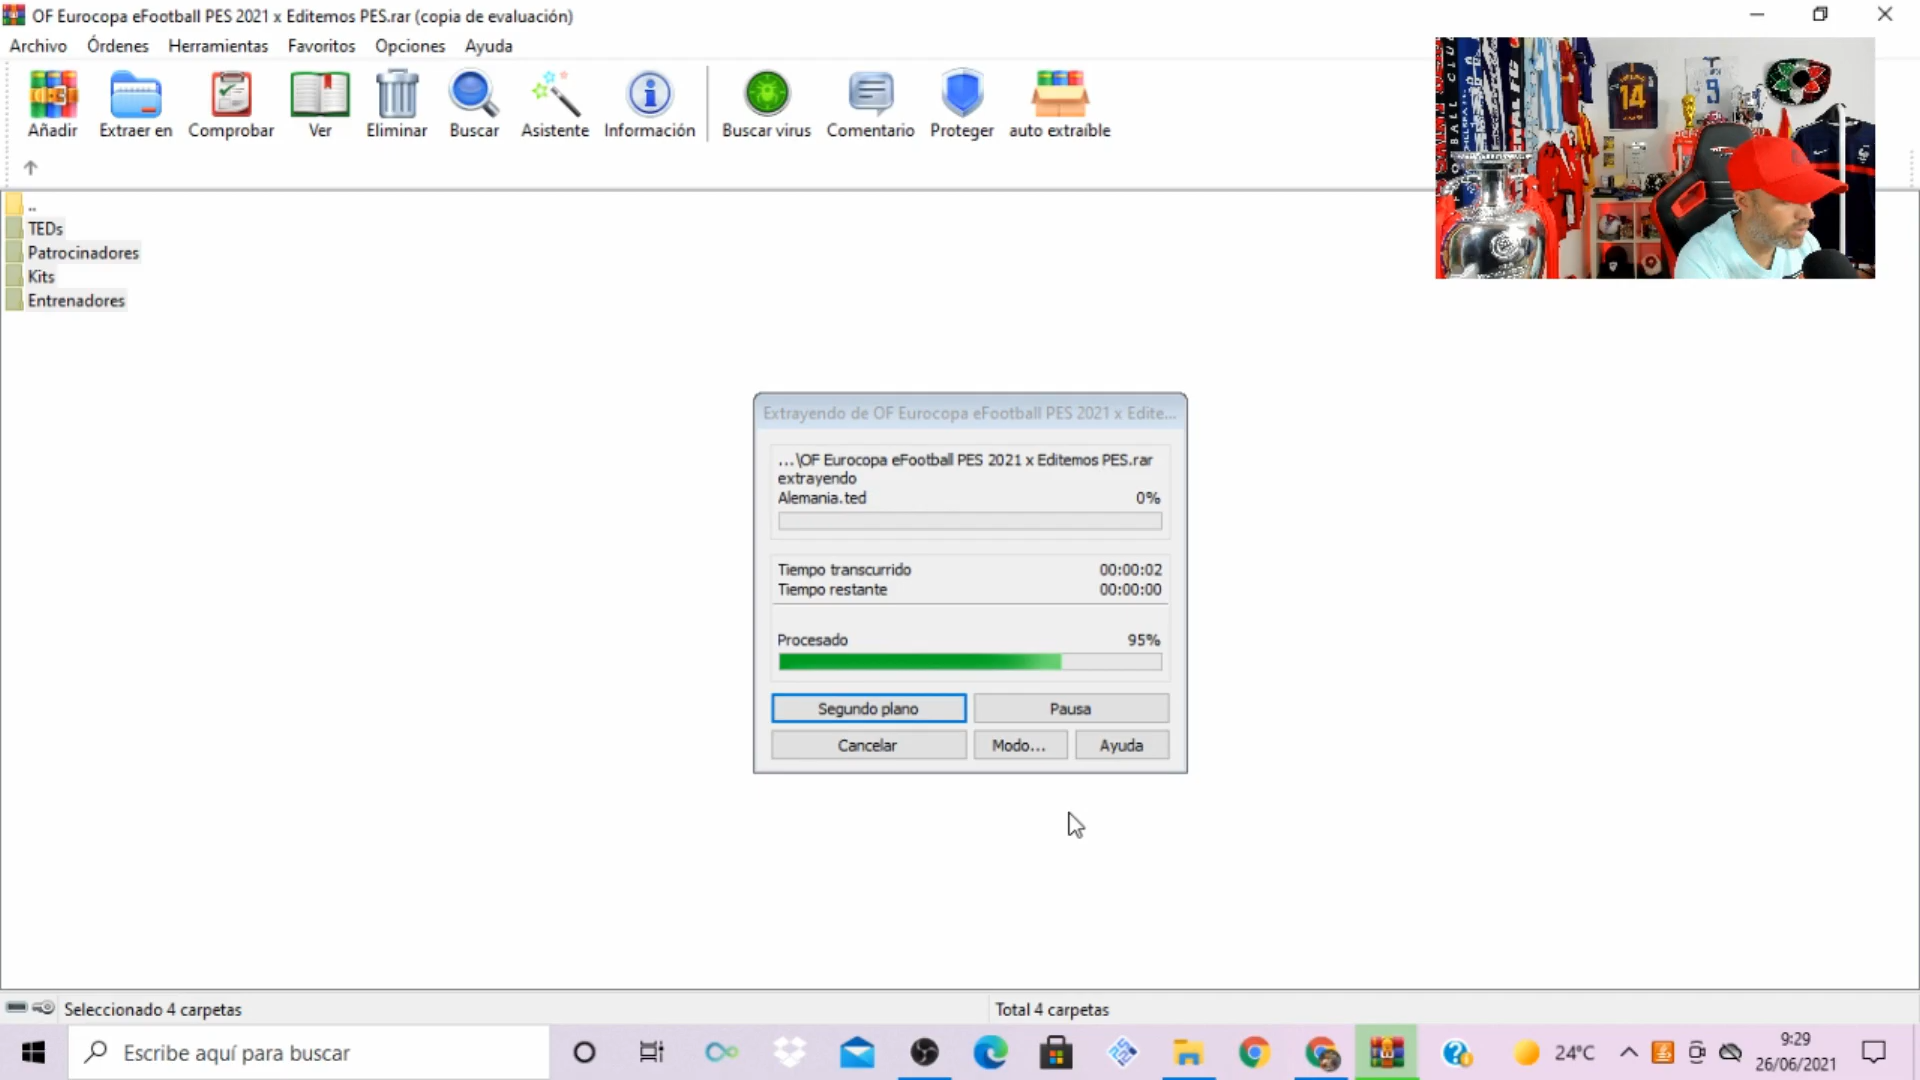 OF Eurocopa eFootball PES 2021 x Editemos PES.rar (copia de evaluación)
Archivo Órdenes Herramientas Favoritos Opciones Ayuda
Añadir Extraer en Comprobar Ver Eliminar Buscar Asistente Información Buscar virus Comentario Proteger auto extraíble
..
TEDs
Patrocinadores
Kits
Entrenadores
14
9
Extrayendo de OF Eurocopa eFootball PES 2021 x Edite...
...\OF Eurocopa eFootball PES 2021 x Editemos PES.rar
extrayendo
Alemania.ted 0%
Tiempo transcurrido 00:00:02
Tiempo restante 00:00:00
Procesado 95%
Segundo plano Pausa
Cancelar Modo... Ayuda
Seleccionado 4 carpetas Total 4 carpetas
Escribe aquí para buscar 24°C 9:29
26/06/2021